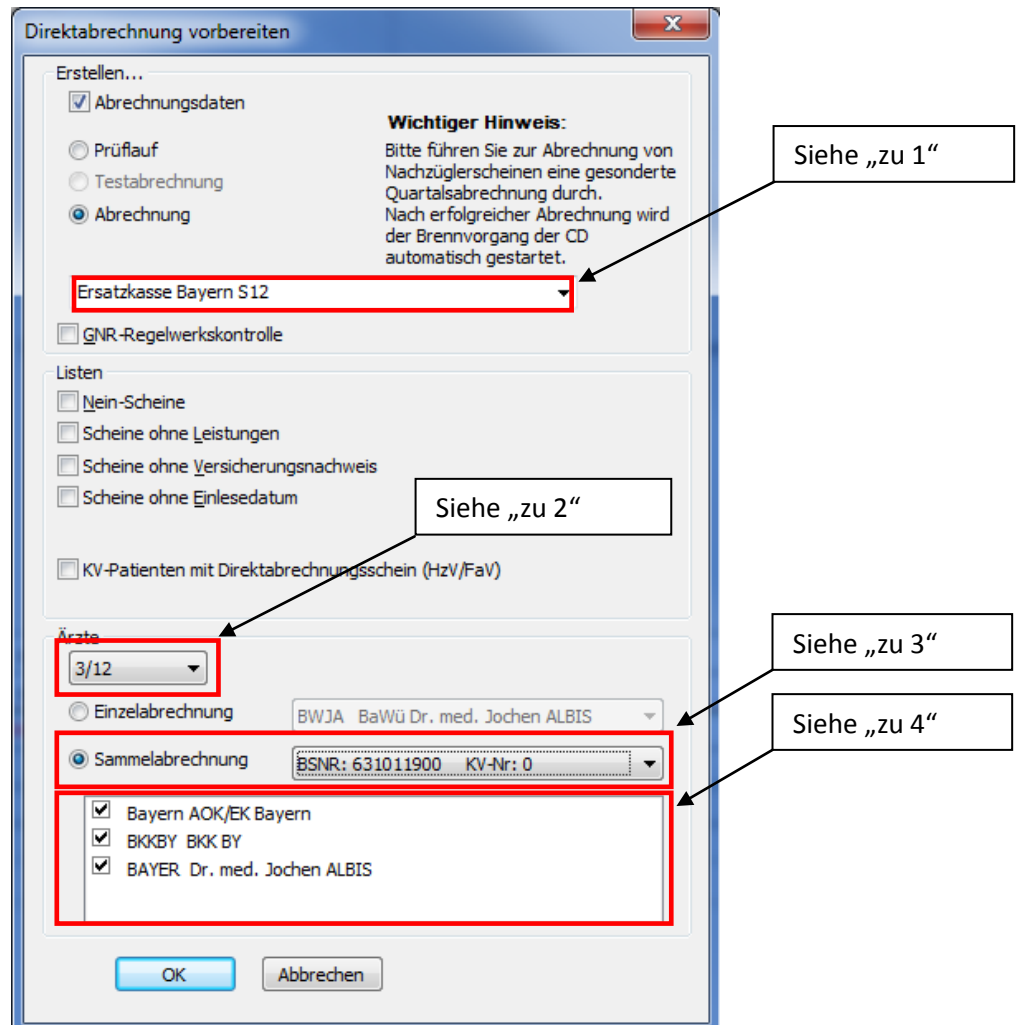 Direktabrechnung vorbereiten
Erstellen...
Abrechnungsdaten
Wichtiger Hinweis:
Prüflauf
Testabrechnung
Abrechnung
Bitte führen Sie zur Abrechnung von
Nachzüglerscheinen eine gesonderte
Quartalsabrechnung durch.
Nach erfolgreicher Abrechnung wird
der Brennvorgang der CD
automatisch gestartet.
Siehe „zu 1“
Ersatzkasse Bayern S12
GNR-Regelwerkskontrolle
Listen
Nein-Scheine
Scheine ohne Leistungen
Scheine ohne Versicherungsnachweis
Scheine ohne Einlesedatum
Siehe „zu 2“
KV-Patienten mit Direktabrechnungsschein (HzV/FaV)
Ärzte
3/12
Siehe „zu 3“
Einzelabrechnung BWJA BaWü Dr. med. Jochen ALBIS
Siehe „zu 4“
Sammelabrechnung BSNR: 631011900 KV-Nr: 0
Bayern AOK/EK Bayern
BKKBY BKK BY
BAYER Dr. med. Jochen ALBIS
OK Abbrechen